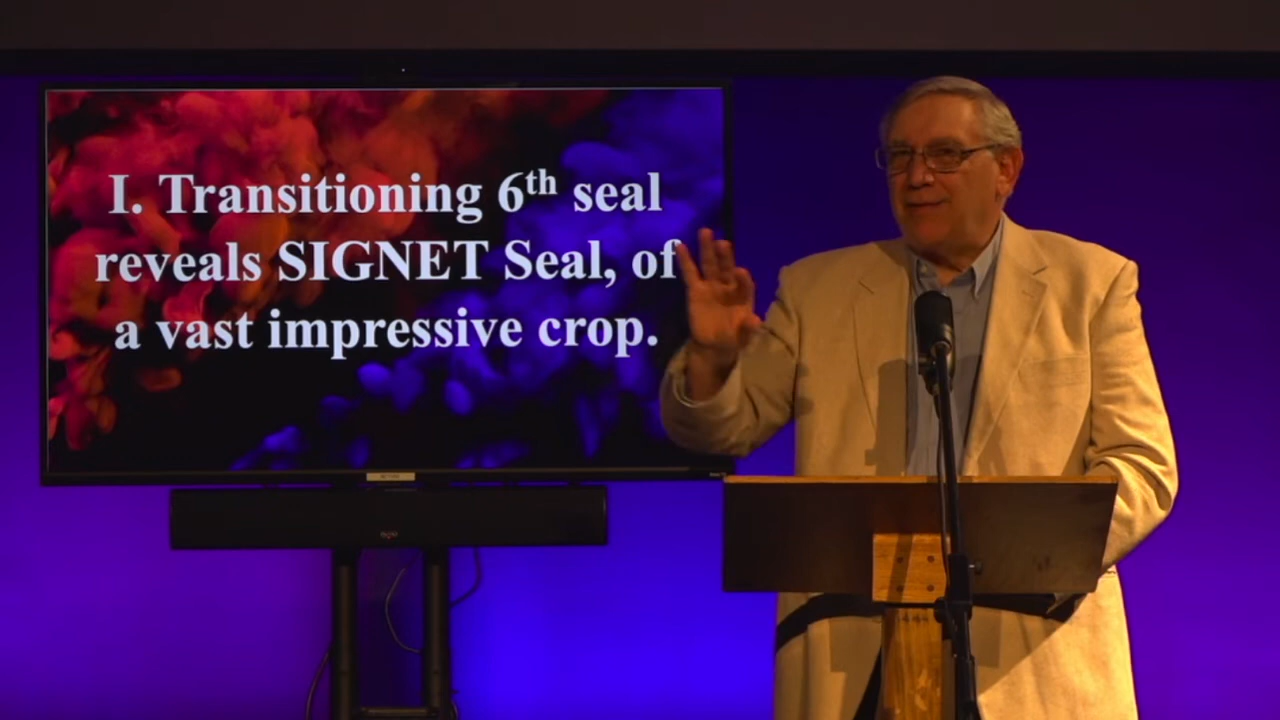 I. Transitioning 6th seal
reveals SIGNET Seal, of
a vast impressive crop.